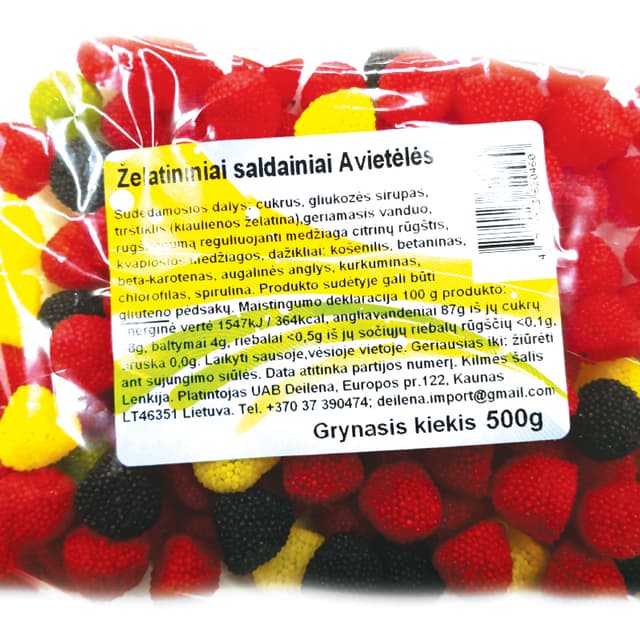 Želatininiai saldainiai Avietėlės
Sudedamosios dalys: cukrus, gliukozės sirupas,
tirštiklis (kiaulienos želatina),geriamasis vanduo,
reguliuojanti medžiaga citrinų rūgštis,
kvapiosios medžiagos, dažikliai: košenilis, betaninas,
beta-karotenas, augalinės anglys, kurkuminas,
chlorofilas, spirulina. Produkto sudėtyje gali būti
gliuteno pėdsakų. Maistingumo deklaracija 100 g produkto:
energinė vertė 1547kJ / 364kcal, angliavandeniai 87g iš jų cukrų
baltymai 4g, riebalai <0,5g iš jų sočiųjų riebalų rūgščių <0.1g.
druska 0,0g. Laikyti sausoje,vėsioje vietoje. Geriausias iki: žiūrėti
ant sujungimo siūlės. Data atitinka partijos numerį. Kilmės šalis
Lenkija. Platintojas UAB Deilena, Europos pr.122, Kaunas
LT46351 Lietuva. Tel. +370 37 390474; deilena.import@gmail.com
Grynasis kiekis 500g